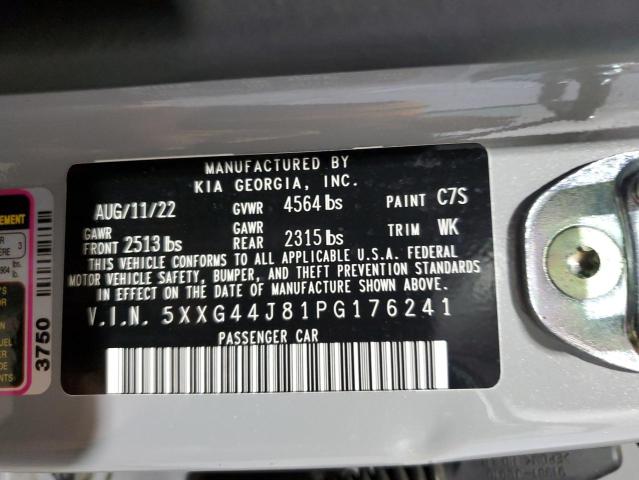 MANUFACTURED BY
KIA GEORGIA, INC.
AUG/11/22 GVWR 4564 lbs PAINT C7S
GAWR FRONT 2513 lbs GAWR REAR 2315 lbs TRIM WK
THIS VEHICLE CONFORMS TO ALL APPLICABLE U.S.A. FEDERAL
MOTOR VEHICLE SAFETY, BUMPER, AND THEFT PREVENTION STANDARDS
IN EFFECT ON THE DATE OF MANUFACTURE SHOWN ABOVE.
V.I.N. 5XXG44J81PG176241
PASSENGER CAR
3750